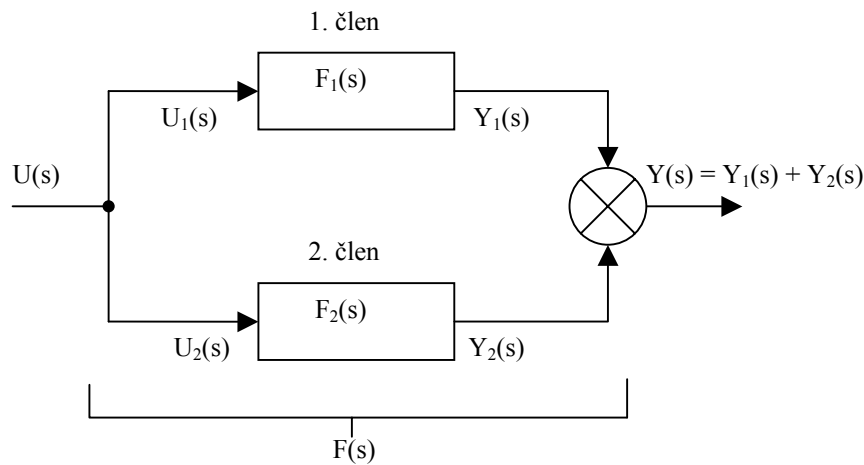 1. člen
F₁(s)
U₁(s)
Y₁(s)
U(s)
Y(s) = Y₁(s) + Y₂(s)
2. člen
F₂(s)
U₂(s)
Y₂(s)
F(s)